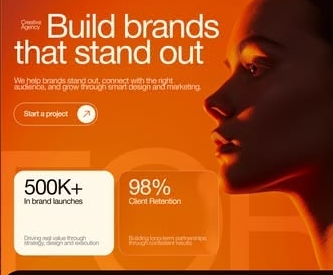 Creative
Agency
Build brands
that stand out
We help brands stand out, connect with the right
audience, and grow through smart design and marketing.
Start a project
500K+
In brand launches
Driving real value through
strategy, design and execution
98%
Client Retention
Building long-term partnerships
through consistent results